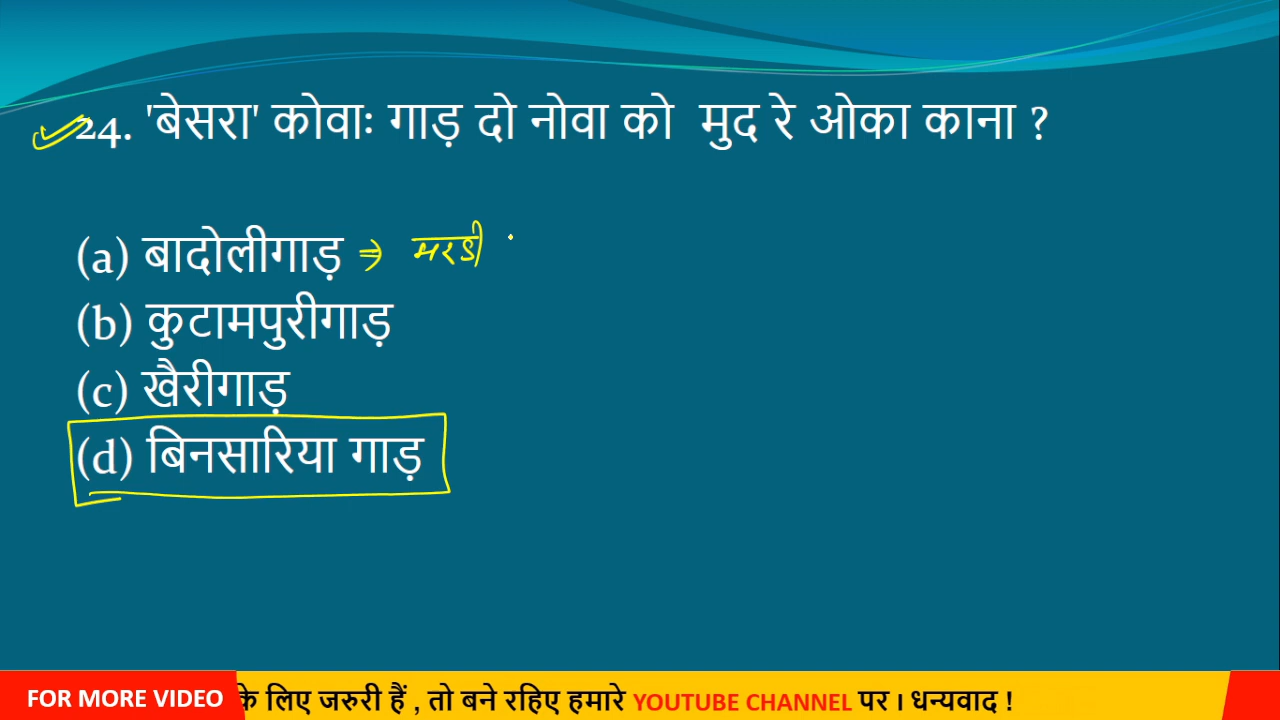 24. 'बेसरा' कोवाः गाड़ दो नोवा को मुद रे ओका काना ?
(a) बादोलीगाड़ ⇒ मरडी
(b) कुटामपुरीगाड़
(c) खैरीगाड़
(d) बिनसारिया गाड़
FOR MORE VIDEO के लिए जरुरी हैं , तो बने रहिए हमारे YOUTUBE CHANNEL पर । धन्यवाद !